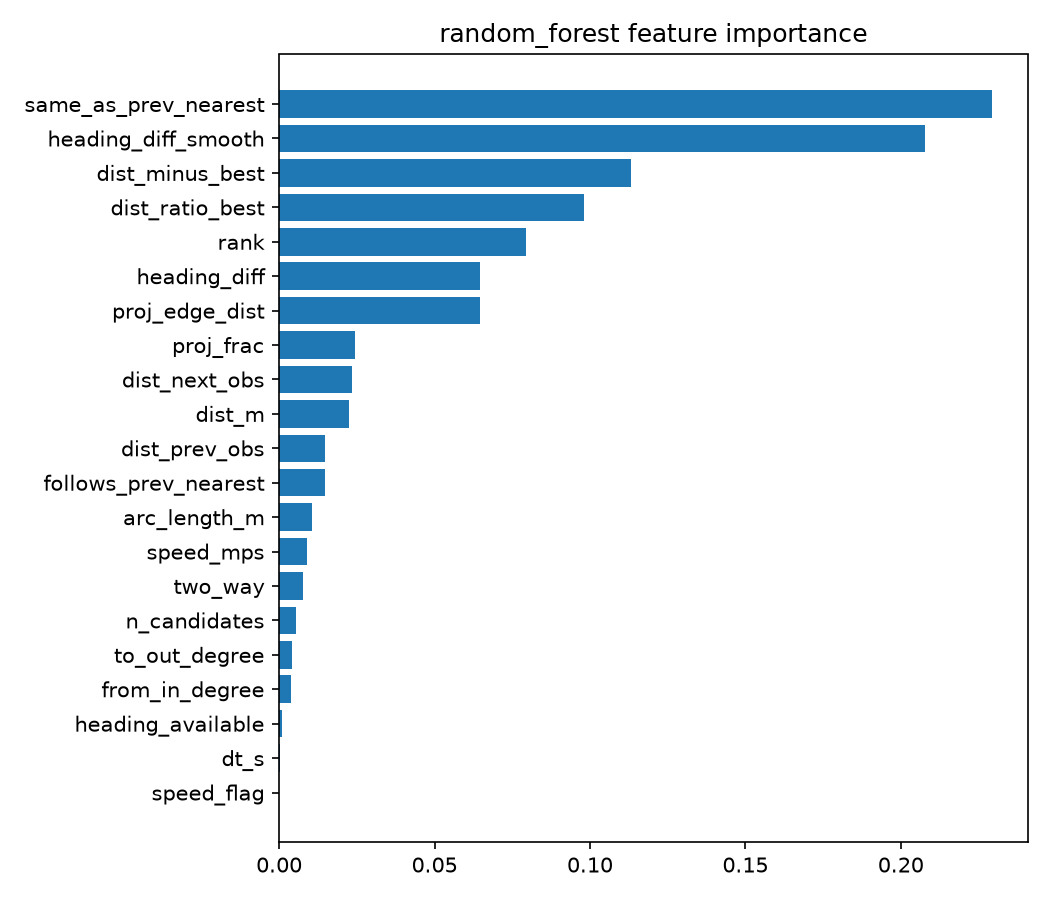 random_forest feature importance
same_as_prev_nearest
heading_diff_smooth
dist_minus_best
dist_ratio_best
rank
heading_diff
proj_edge_dist
proj_frac
dist_next_obs
dist_m
dist_prev_obs
follows_prev_nearest
arc_length_m
speed_mps
two_way
n_candidates
to_out_degree
from_in_degree
heading_available
dt_s
speed_flag
0.00 0.05 0.10 0.15 0.20